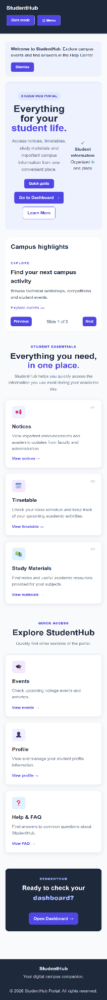 StudentHub
Dark mode
☰ Menu
Welcome to StudentHub. Explore campus
events and find answers in the Help Center.
Dismiss
STUDENTHUB PORTAL
Everything
for your
student life.
Access notices, timetables,
study materials and
important campus
information from one
convenient place.
Quick guide
Go to Dashboard →
Learn More
✓
Student
information
Organized in
one place
Campus highlights
EXPLORE
Find your next campus
activity
Browse technical workshops, competitions
and student events.
Explore events →
Previous
Slide 1 of 3
Next
STUDENT ESSENTIALS
Everything you need,
in one place.
StudentHub helps you quickly access the
information you use most during your academic
day.
01
Notices
View important announcements and
academic updates from faculty and
administration.
View notices →
02
Timetable
Check your class schedule and keep track
of your upcoming academic activities.
View timetable →
03
Study Materials
Find notes and useful academic resources
provided for your subjects.
View materials →
QUICK ACCESS
Explore StudentHub
Quickly find other sections of the portal.
Events
Check upcoming college events and
activities.
View events →
Profile
View and manage your student profile
information.
View profile →
Help & FAQ
Find answers to common questions about
StudentHub.
View FAQ →
STUDENTHUB
Ready to check your
dashboard?
Open Dashboard →
StudentHub
Your digital campus companion.
© 2026 StudentHub Portal. All rights reserved.